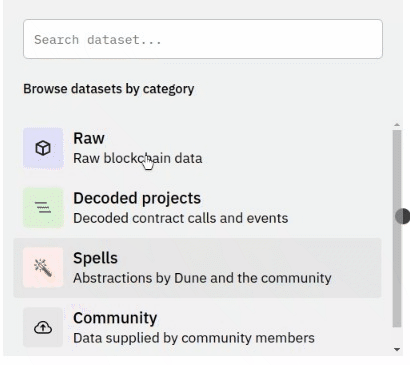 Search dataset...
Browse datasets by category
Raw
Raw blockchain data
Decoded projects
Decoded contract calls and events
Spells
Abstractions by Dune and the community
Community
Data supplied by community members